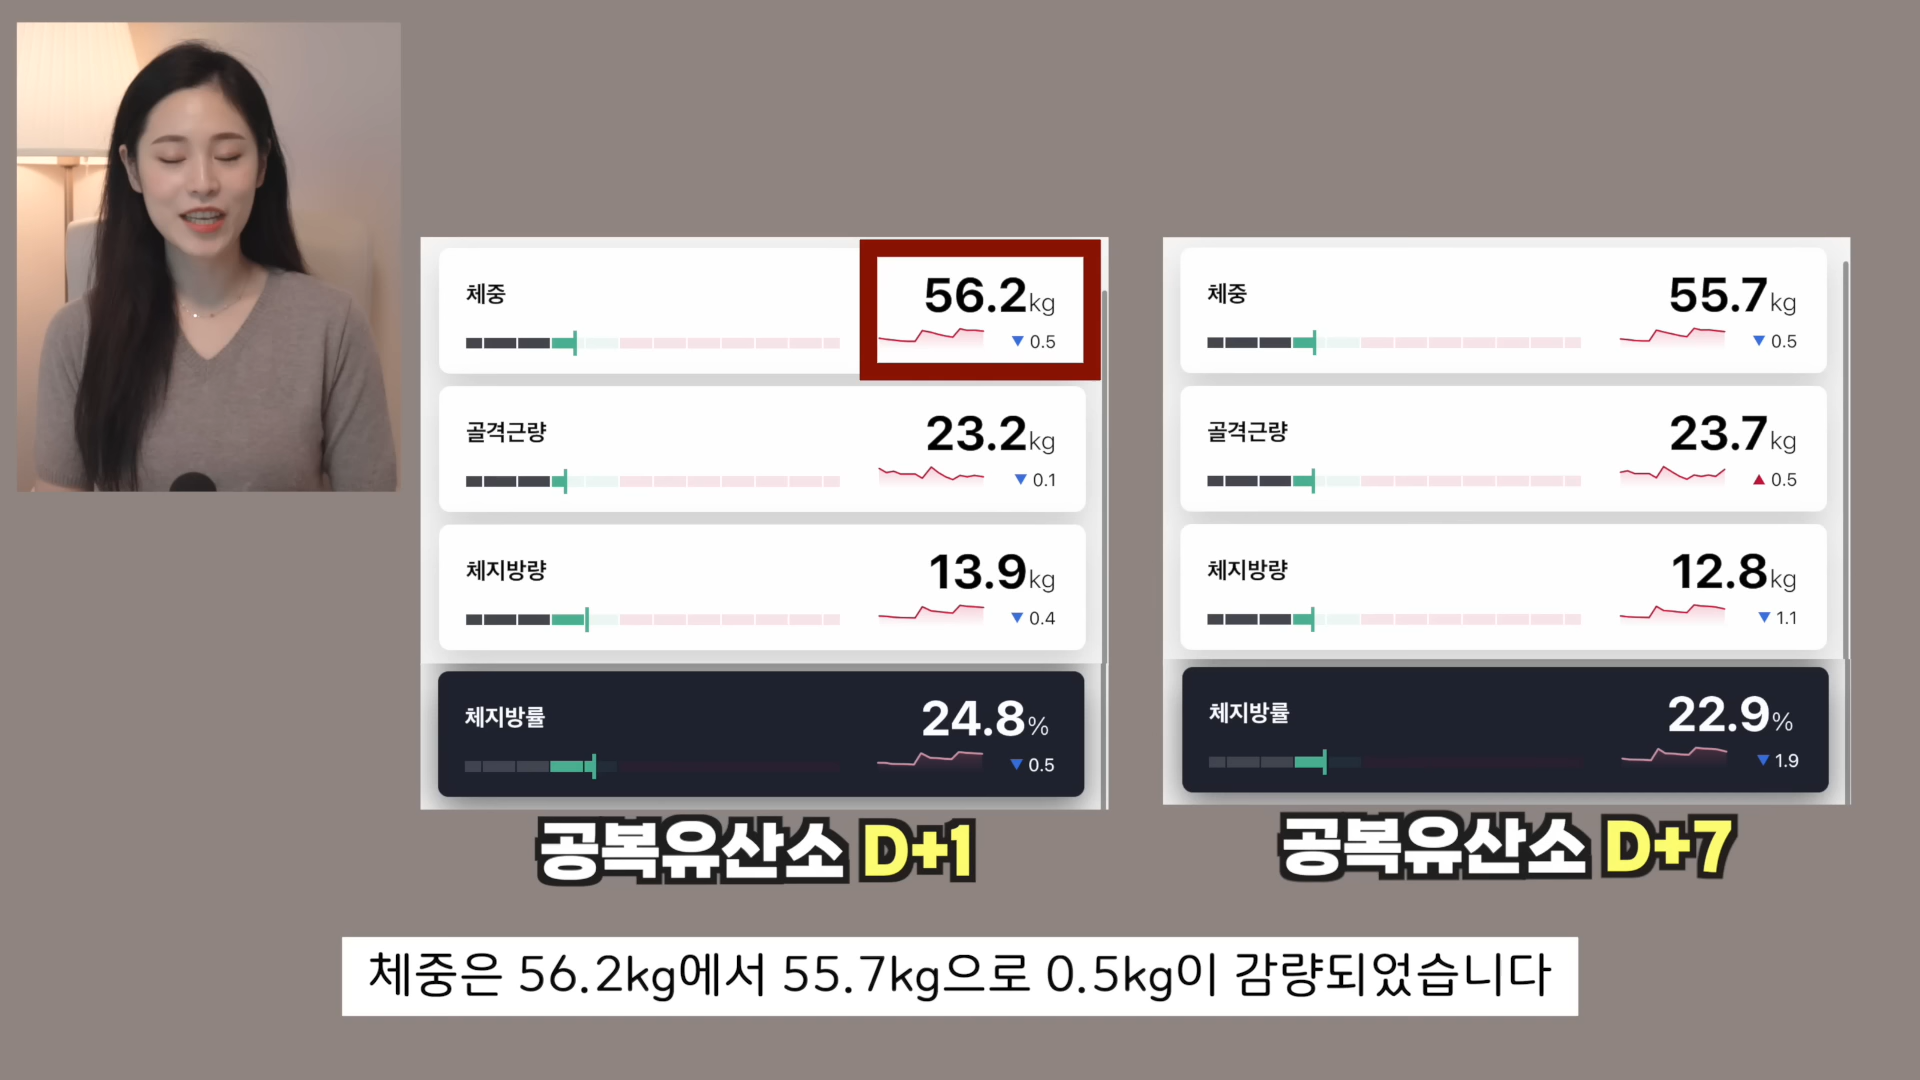 체중
56.2kg
▼ 0.5
골격근량
23.2kg
▼ 0.1
체지방량
13.9kg
▼ 0.4
체지방률
24.8%
▼ 0.5
공복유산소 D+1
체중
55.7kg
▼ 0.5
골격근량
23.7kg
▲ 0.5
체지방량
12.8kg
▼ 1.1
체지방률
22.9%
▼ 1.9
공복유산소 D+7
체중은 56.2kg에서 55.7kg으로 0.5kg이 감량되었습니다